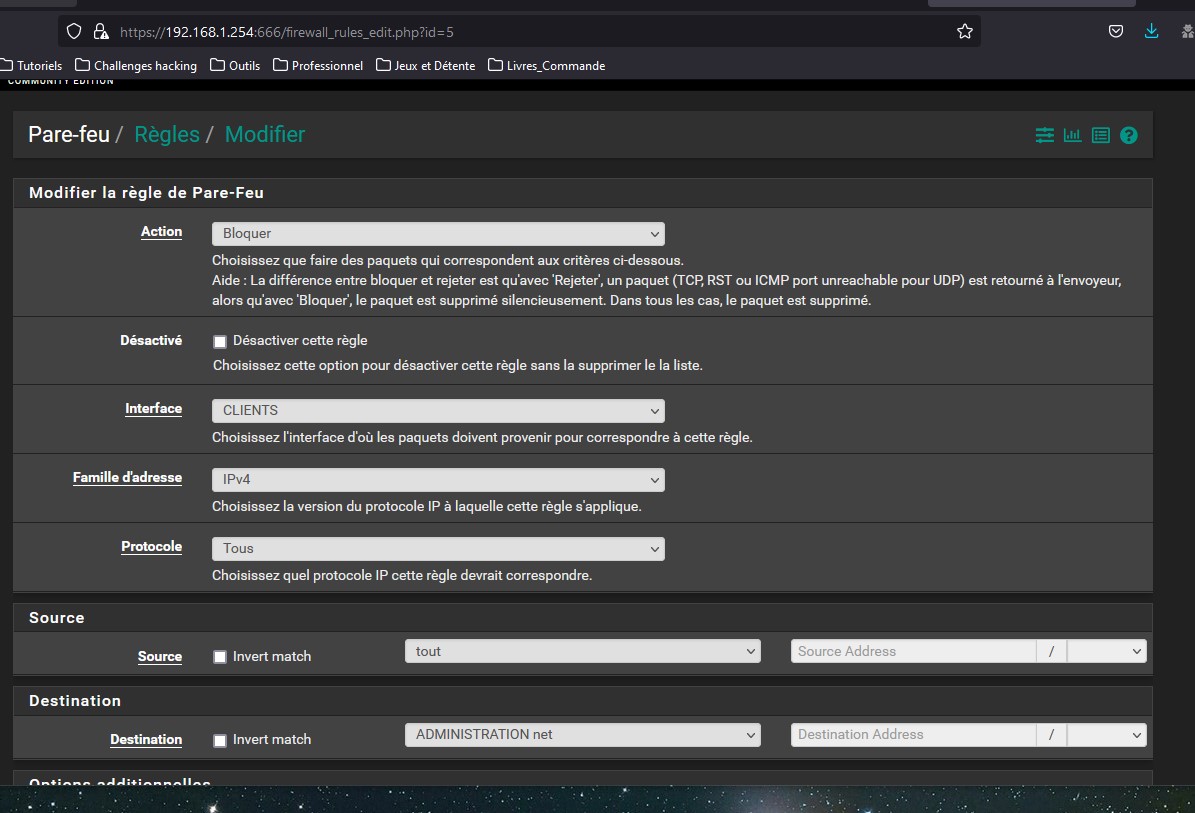 https://192.168.1.254:666/firewall_rules_edit.php?id=5
Tutoriels Challenges hacking Outils Professionnel Jeux et Détente Livres_Commande
COMMUNITY EDITION
Pare-feu / Règles / Modifier
Modifier la règle de Pare-Feu
Action Bloquer
Choisissez que faire des paquets qui correspondent aux critères ci-dessous.
Aide : La différence entre bloquer et rejeter est qu'avec 'Rejeter', un paquet (TCP, RST ou ICMP port unreachable pour UDP) est retourné à l'envoyeur,
alors qu'avec 'Bloquer', le paquet est supprimé silencieusement. Dans tous les cas, le paquet est supprimé.
Désactivé Désactiver cette règle
Choisissez cette option pour désactiver cette règle sans la supprimer le la liste.
Interface CLIENTS
Choisissez l'interface d'où les paquets doivent provenir pour correspondre à cette règle.
Famille d'adresse IPv4
Choisissez la version du protocole IP à laquelle cette règle s'applique.
Protocole Tous
Choisissez quel protocole IP cette règle devrait correspondre.
Source
Source Invert match tout Source Address /
Destination
Destination Invert match ADMINISTRATION net Destination Address /
Options additionnelles